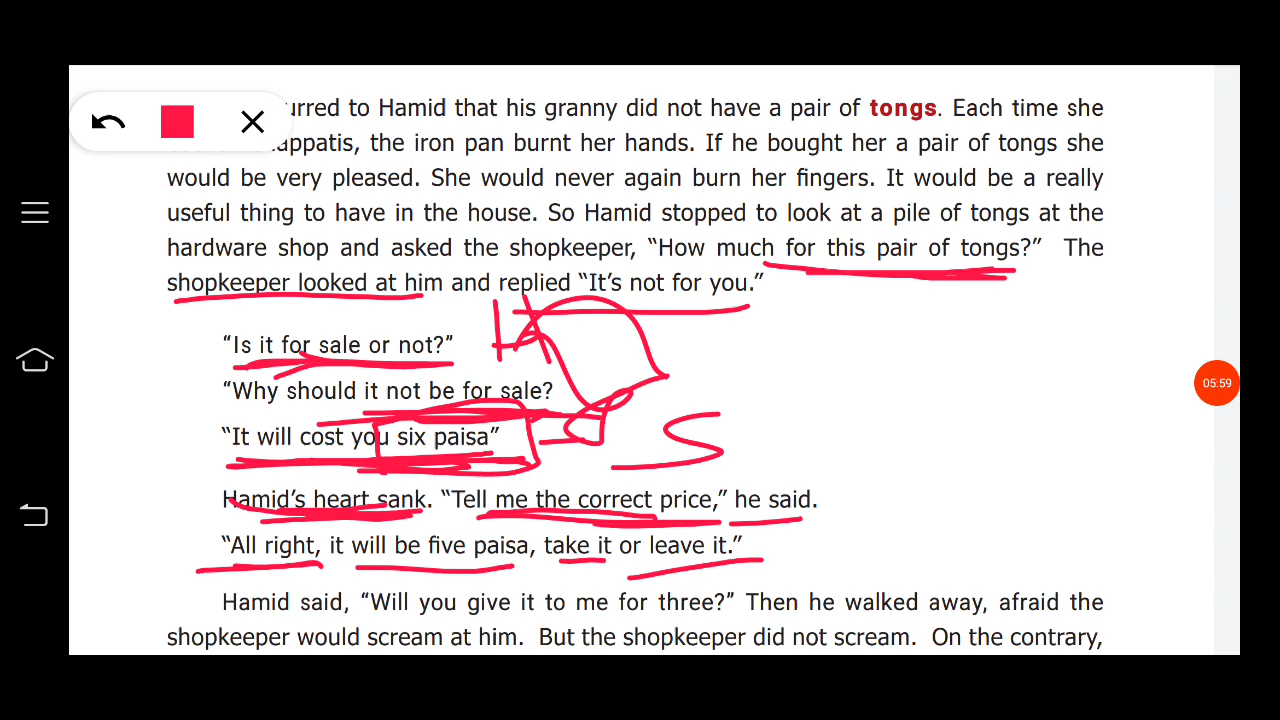 urred to Hamid that his granny did not have a pair of tongs. Each time she
appatis, the iron pan burnt her hands. If he bought her a pair of tongs she
would be very pleased. She would never again burn her fingers. It would be a really
useful thing to have in the house. So Hamid stopped to look at a pile of tongs at the
hardware shop and asked the shopkeeper, “How much for this pair of tongs?” The
shopkeeper looked at him and replied “It’s not for you.”
“Is it for sale or not?”
“Why should it not be for sale?
“It will cost you six paisa”
Hamid’s heart sank. “Tell me the correct price,” he said.
“All right, it will be five paisa, take it or leave it.”
Hamid said, “Will you give it to me for three?” Then he walked away, afraid the
shopkeeper would scream at him. But the shopkeeper did not scream. On the contrary,
05:59